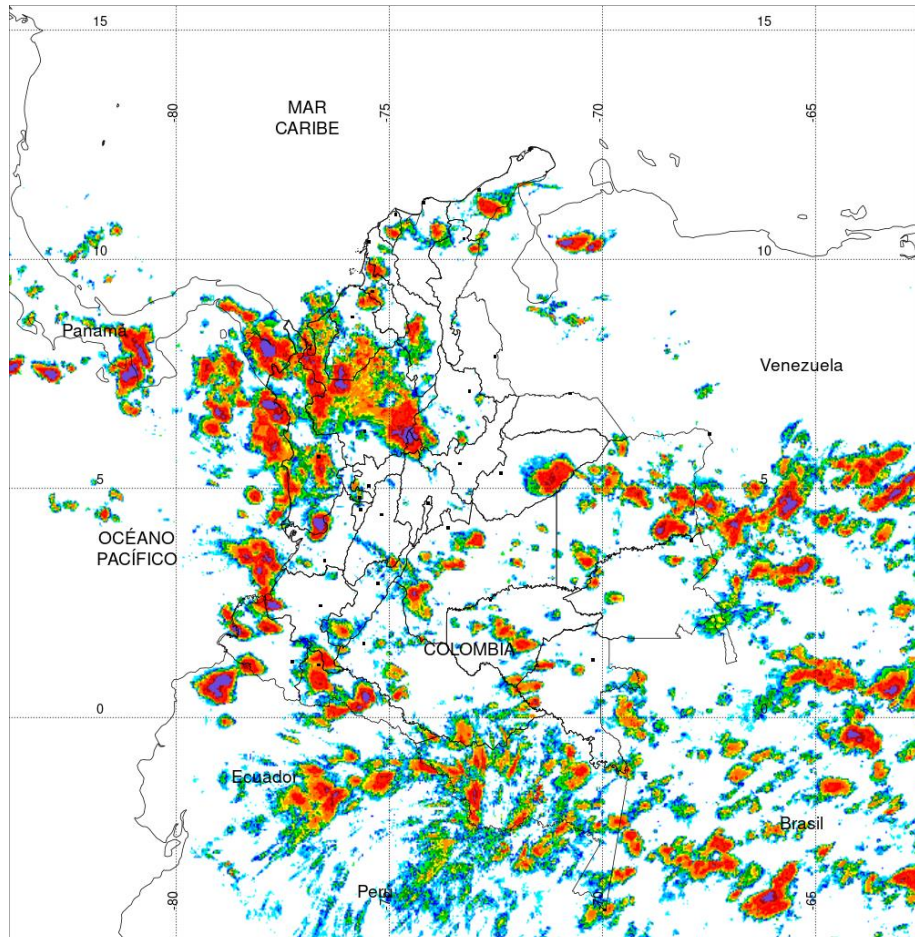 15
15
-80
-75
-70
-65
MAR
CARIBE
10
10
Panamá
Venezuela
5
5
OCÉANO
PACÍFICO
COLOMBIA
0
0
Ecuador
Brasil
Perú
-80
-70
-65